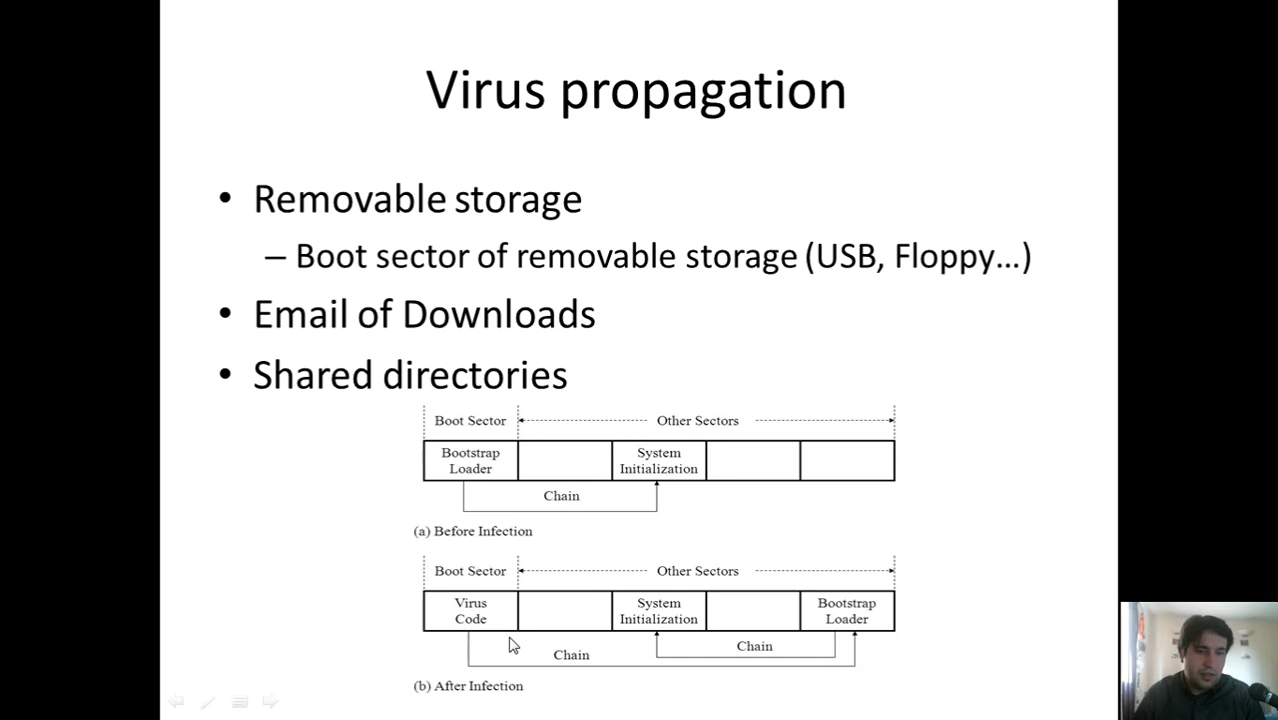 Virus propagation
• Removable storage
– Boot sector of removable storage (USB, Floppy…)
• Email of Downloads
• Shared directories
Boot Sector Other Sectors
Bootstrap Loader
System Initialization
Chain
(a) Before Infection
Boot Sector Other Sectors
Virus Code
System Initialization
Bootstrap Loader
Chain
Chain
(b) After Infection